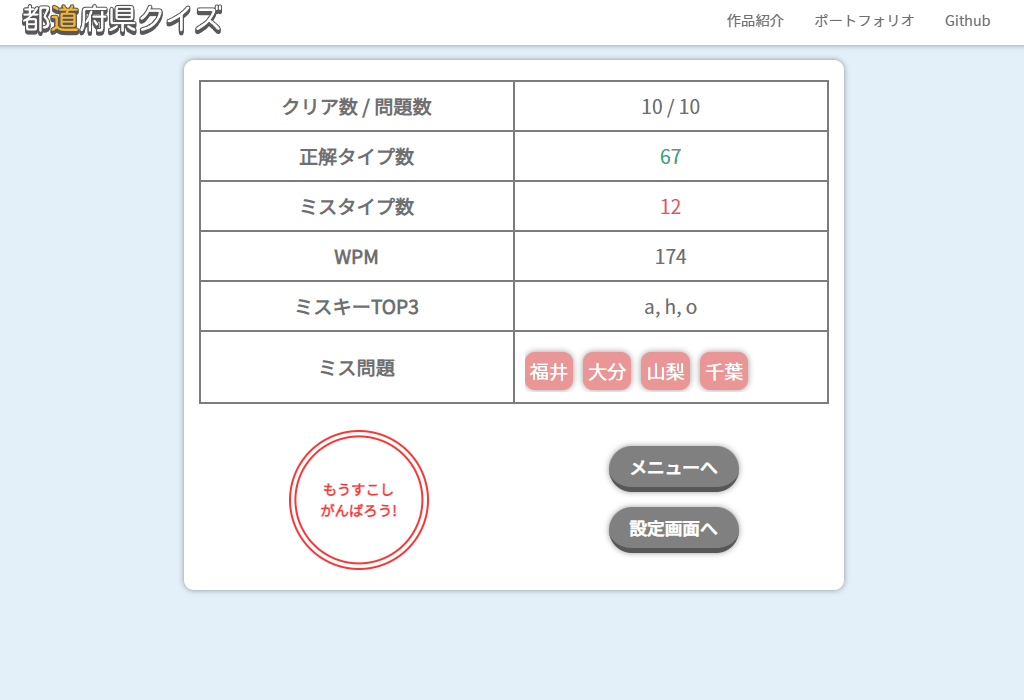 都道府県クイズ
作品紹介 ポートフォリオ Github
クリア数 / 問題数 10 / 10
正解タイプ数 67
ミスタイプ数 12
WPM 174
ミスキーTOP3 a, h, o
ミス問題 福井 大分 山梨 千葉
もうすこし
がんばろう!
メニューへ
設定画面へ